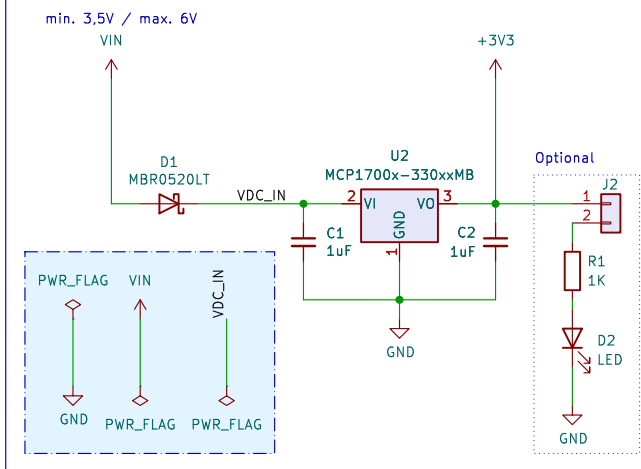 min. 3,5V / max. 6V
VIN
+3V3
D1
MBR0520LT
VDC_IN
U2
MCP1700x-330xxMB
2
VI
VO
3
GND
1
C1
1uF
C2
1uF
GND
Optional
J2
1
2
R1
1K
D2
LED
GND
PWR_FLAG
VIN
VDC_IN
GND
PWR_FLAG
PWR_FLAG